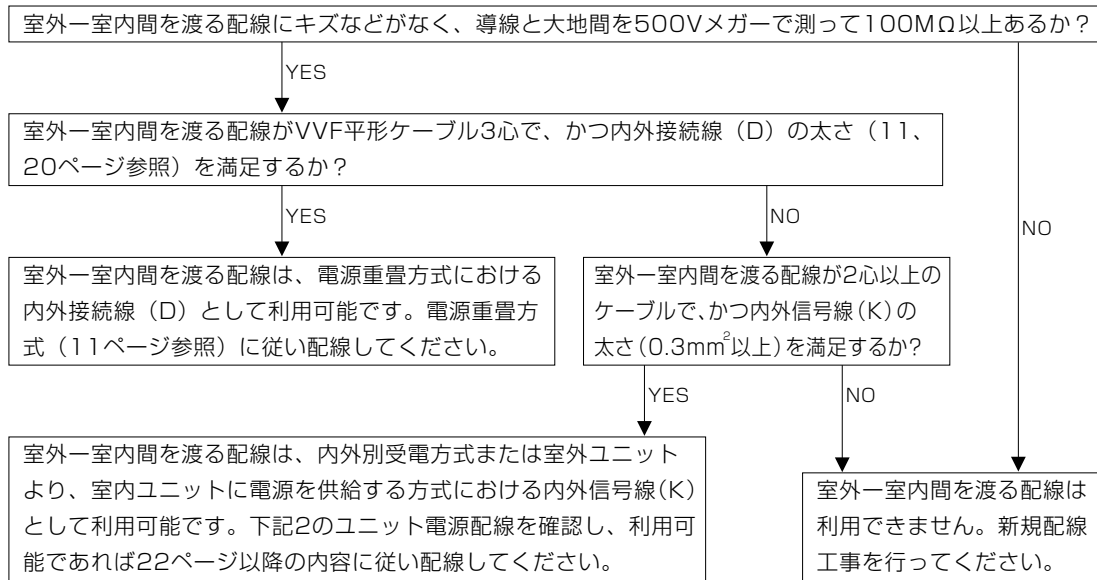 室外ー室内間を渡る配線にキズなどがなく、導線と大地間を500Vメガーで測って100MΩ以上あるか？
YES
室外ー室内間を渡る配線がVVF平形ケーブル3心で、かつ内外接続線（D）の太さ（11、
20ページ参照）を満足するか？
YES
NO
NO
室外ー室内間を渡る配線は、電源重畳方式における
内外接続線（D）として利用可能です。電源重畳方
式（11ページ参照）に従い配線してください。
室外ー室内間を渡る配線が2心以上の
ケーブルで、かつ内外信号線(K)の
太さ(0.3mm²以上)を満足するか?
YES
NO
室外ー室内間を渡る配線は、内外別受電方式または室外ユニット
より、室内ユニットに電源を供給する方式における内外信号線(K)
として利用可能です。下記2のユニット電源配線を確認し、利用可
能であれば22ページ以降の内容に従い配線してください。
室外ー室内間を渡る配線は
利用できません。新規配線
工事を行ってください。